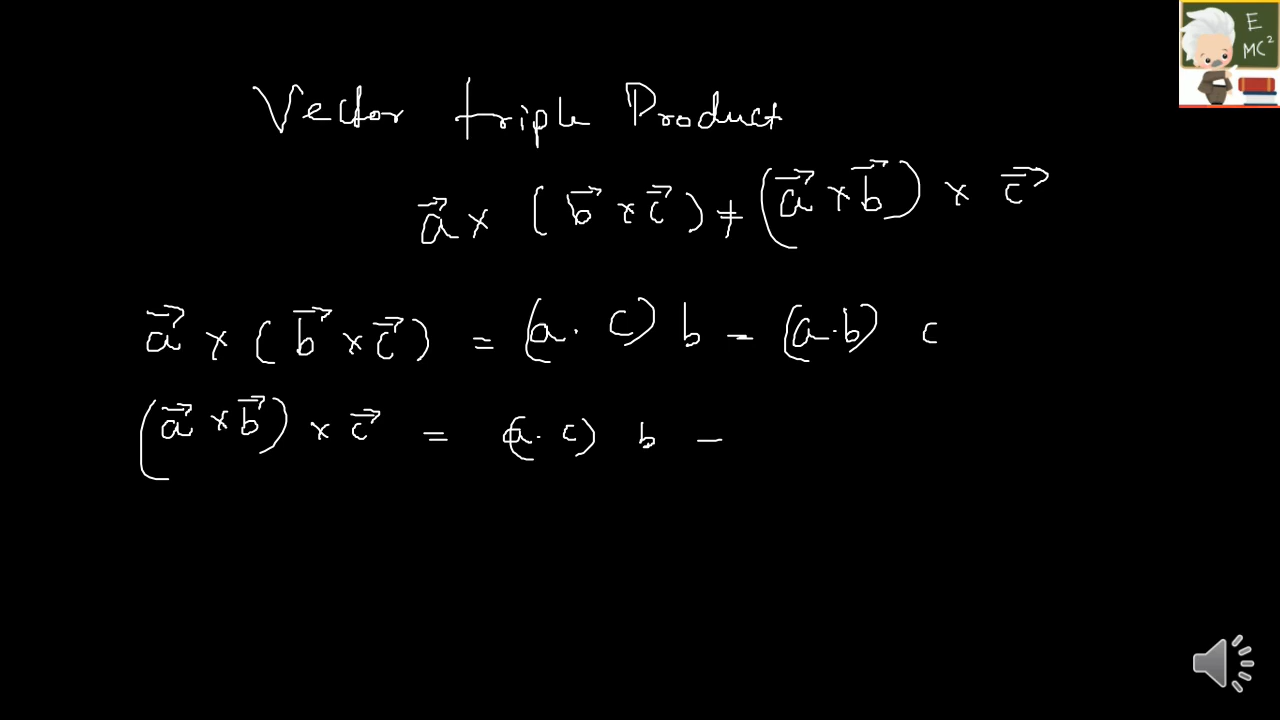 Vector triple Product
a⃗ × (b⃗ × c⃗) ≠ (a⃗ × b⃗) × c⃗
a⃗ × (b⃗ × c⃗) = (a · c) b - (a · b) c
(a⃗ × b⃗) × c⃗ = (a · c) b -
E
MC²